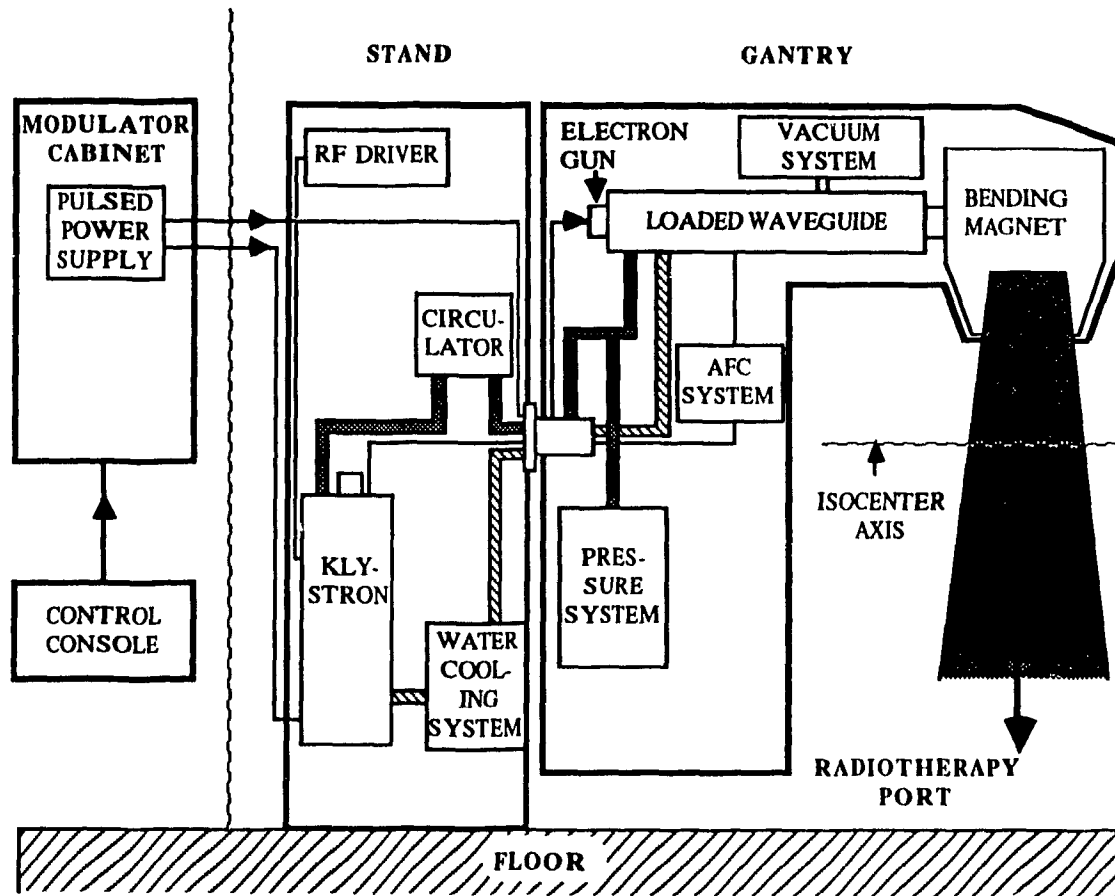 STAND
GANTRY
MODULATOR
CABINET
PULSED
POWER
SUPPLY
CONTROL
CONSOLE
RF DRIVER
CIRCU-
LATOR
KLY-
STRON
WATER
COOL-
ING
SYSTEM
ELECTRON
GUN
VACUUM
SYSTEM
LOADED WAVEGUIDE
BENDING
MAGNET
AFC
SYSTEM
PRES-
SURE
SYSTEM
ISOCENTER
AXIS
RADIOTHERAPY
PORT
FLOOR